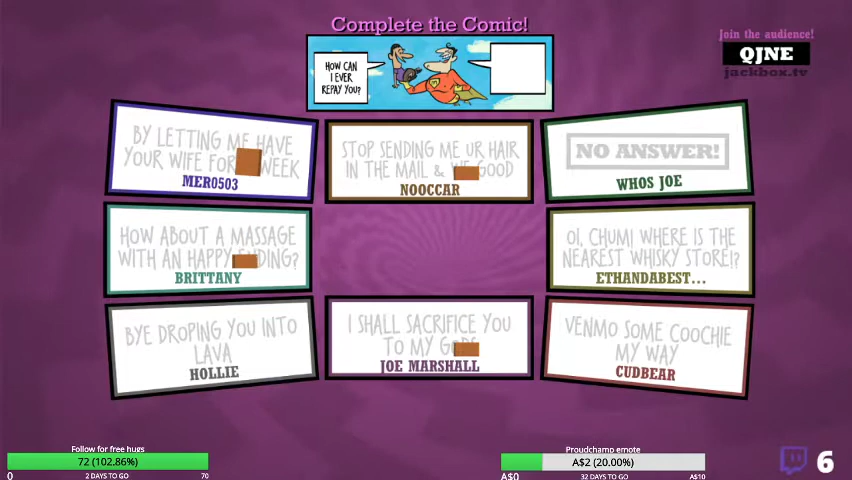 Complete the Comic!
Join the audience!
QJNE
jackbox.tv
HOW CAN
I EVER
REPAY YOU?
BY LETTING ME HAVE
YOUR WIFE FOR WEEK
MER0503
STOP SENDING ME UR HAIR
IN THE MAIL & GOOD
NOOCCAR
NO ANSWER!
WHOS JOE
HOW ABOUT A MASSAGE
WITH AN HAPPY
BRITTANY
OI, CHUM! WHERE IS THE
NEAREST WHISKY STORE!?
ETHANDABEST...
BYE DROPING YOU INTO
LAVA
HOLLIE
I SHALL SACRIFICE YOU
TO MY
JOE MARSHALL
VENMO SOME COOCHIE
MY WAY
CUDBEAR
Follow for free hugs
72 (102.86%)
0 2 DAYS TO GO 70
Proudchamp emote
A$2 (20.00%)
A$0 32 DAYS TO GO A$10
6